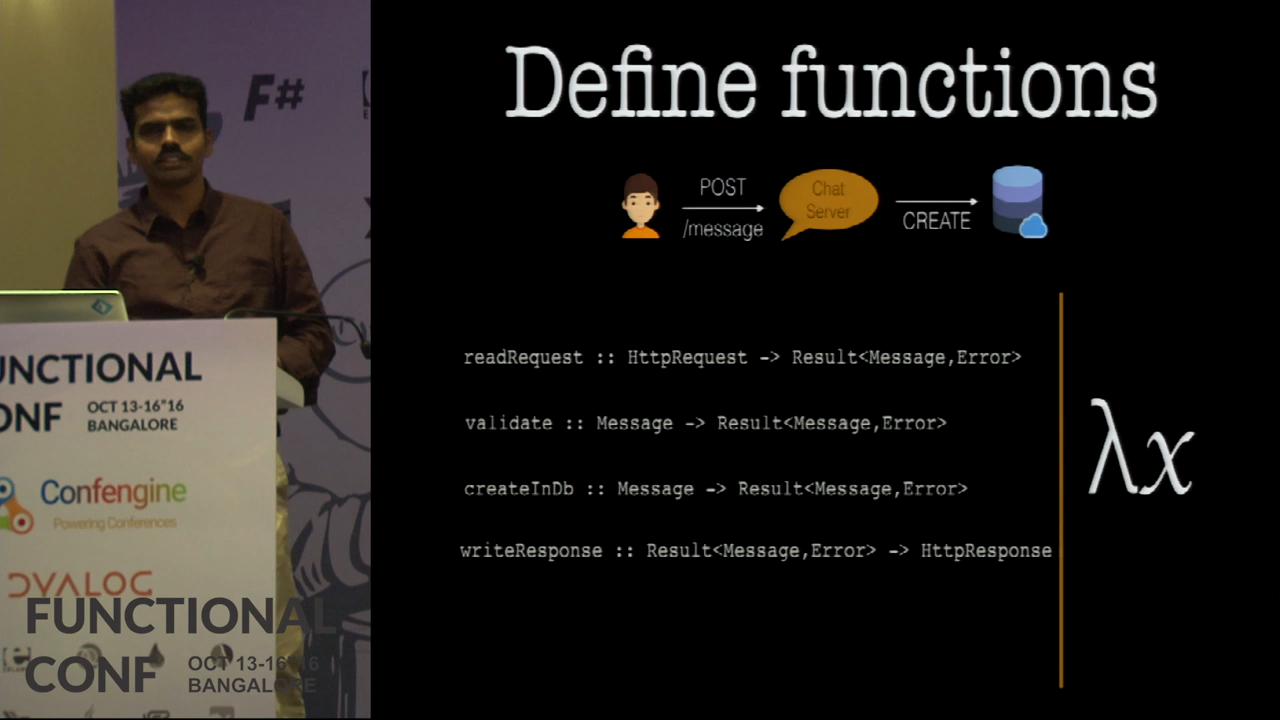 Define functions
POST
/message
Chat
Server
CREATE
readRequest :: HttpRequest -> Result<Message,Error>
validate :: Message -> Result<Message,Error>
createInDb :: Message -> Result<Message,Error>
writeResponse :: Result<Message,Error> -> HttpResponse
λx
F#
UNCTIONAL
ONF
OCT 13-16"16
BANGALORE
Confengine
Powering Conferences
DYALOC
FUNCTIONAL
CONF
OCT 13-16"16
BANGALORE